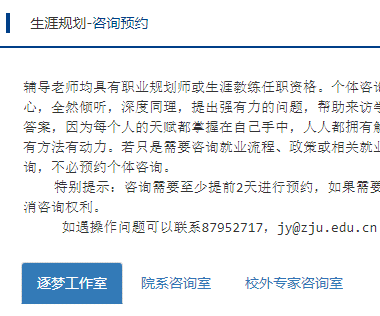 生涯规划-咨询预约
辅导老师均具有职业规划师或生涯教练任职资格。个体咨询
心，全然倾听，深度同理，提出强有力的问题，帮助来访
答案，因为每个人的天赋都掌握在自己手中，人人都拥有
有方法有动力。若只是需要咨询就业流程、政策或相关就业
询，不必预约个体咨询。
特别提示：咨询需要至少提前2天进行预约，如果需要
消咨询权利。
如遇操作问题可以联系87952717，jy@zju.edu.cn
逐梦工作室 院系咨询室 校外专家咨询室